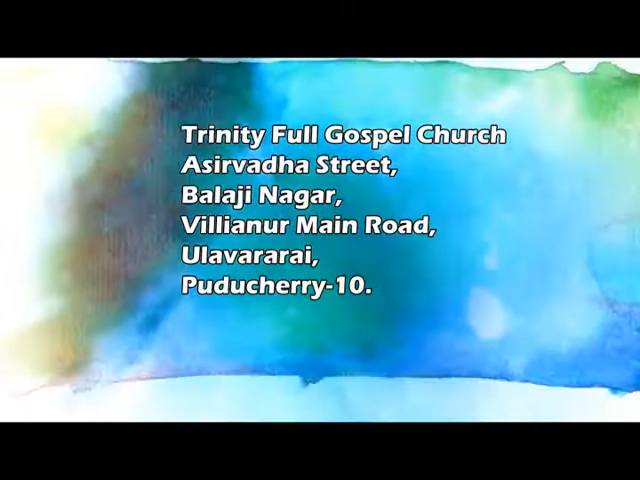 Trinity Full Gospel Church
Asirvadha Street,
Balaji Nagar,
Villianur Main Road,
Ulavararai,
Puducherry-10.